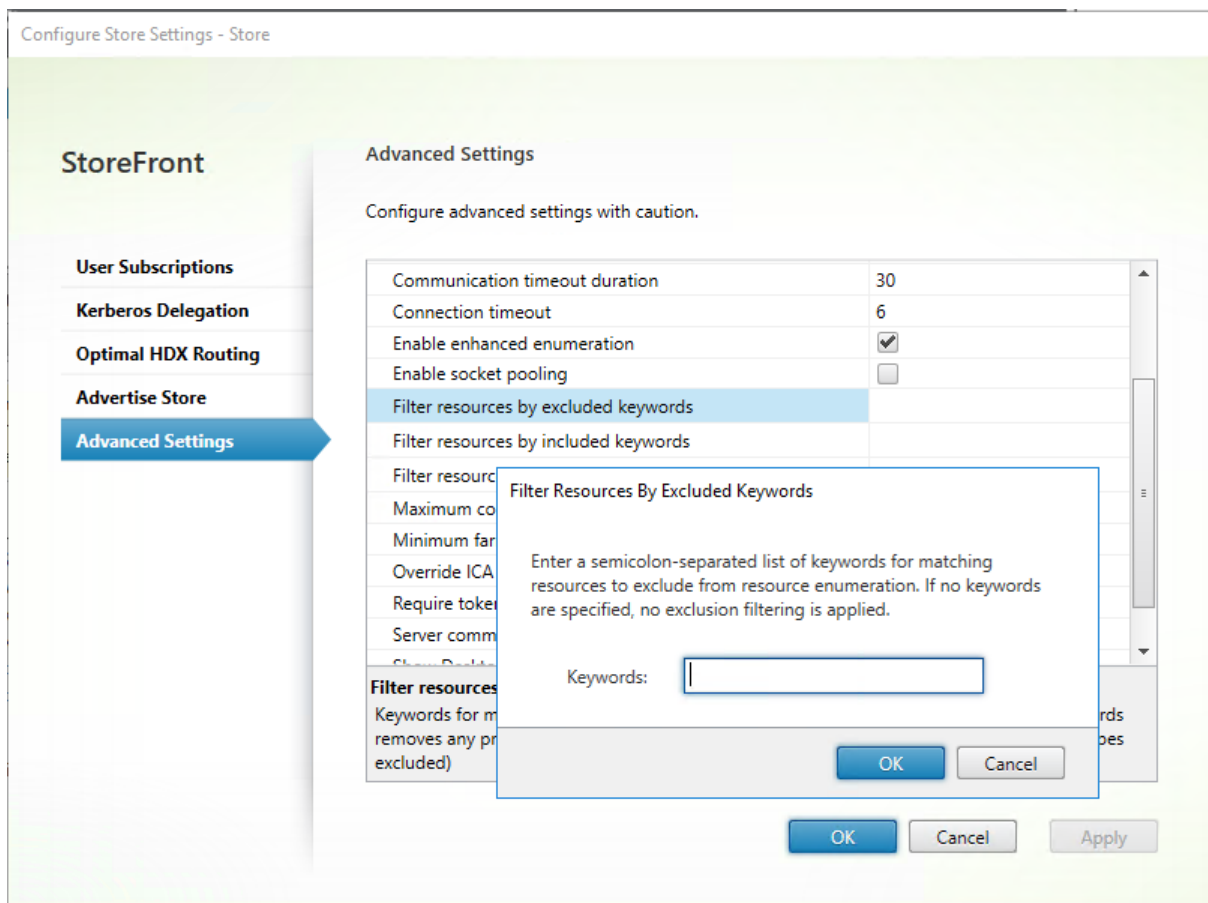 Configure Store Settings - Store
StoreFront
User Subscriptions
Kerberos Delegation
Optimal HDX Routing
Advertise Store
Advanced Settings
Advanced Settings
Configure advanced settings with caution.
Communication timeout duration 30
Connection timeout 6
Enable enhanced enumeration
Enable socket pooling
Filter resources by excluded keywords
Filter resources by included keywords
Filter resourc
Maximum co
Minimum far
Override ICA
Require toker
Server comm
Filter resources
Keywords for m rds
removes any pr pes
excluded)
Filter Resources By Excluded Keywords
Enter a semicolon-separated list of keywords for matching
resources to exclude from resource enumeration. If no keywords
are specified, no exclusion filtering is applied.
Keywords:
OK Cancel
OK Cancel Apply